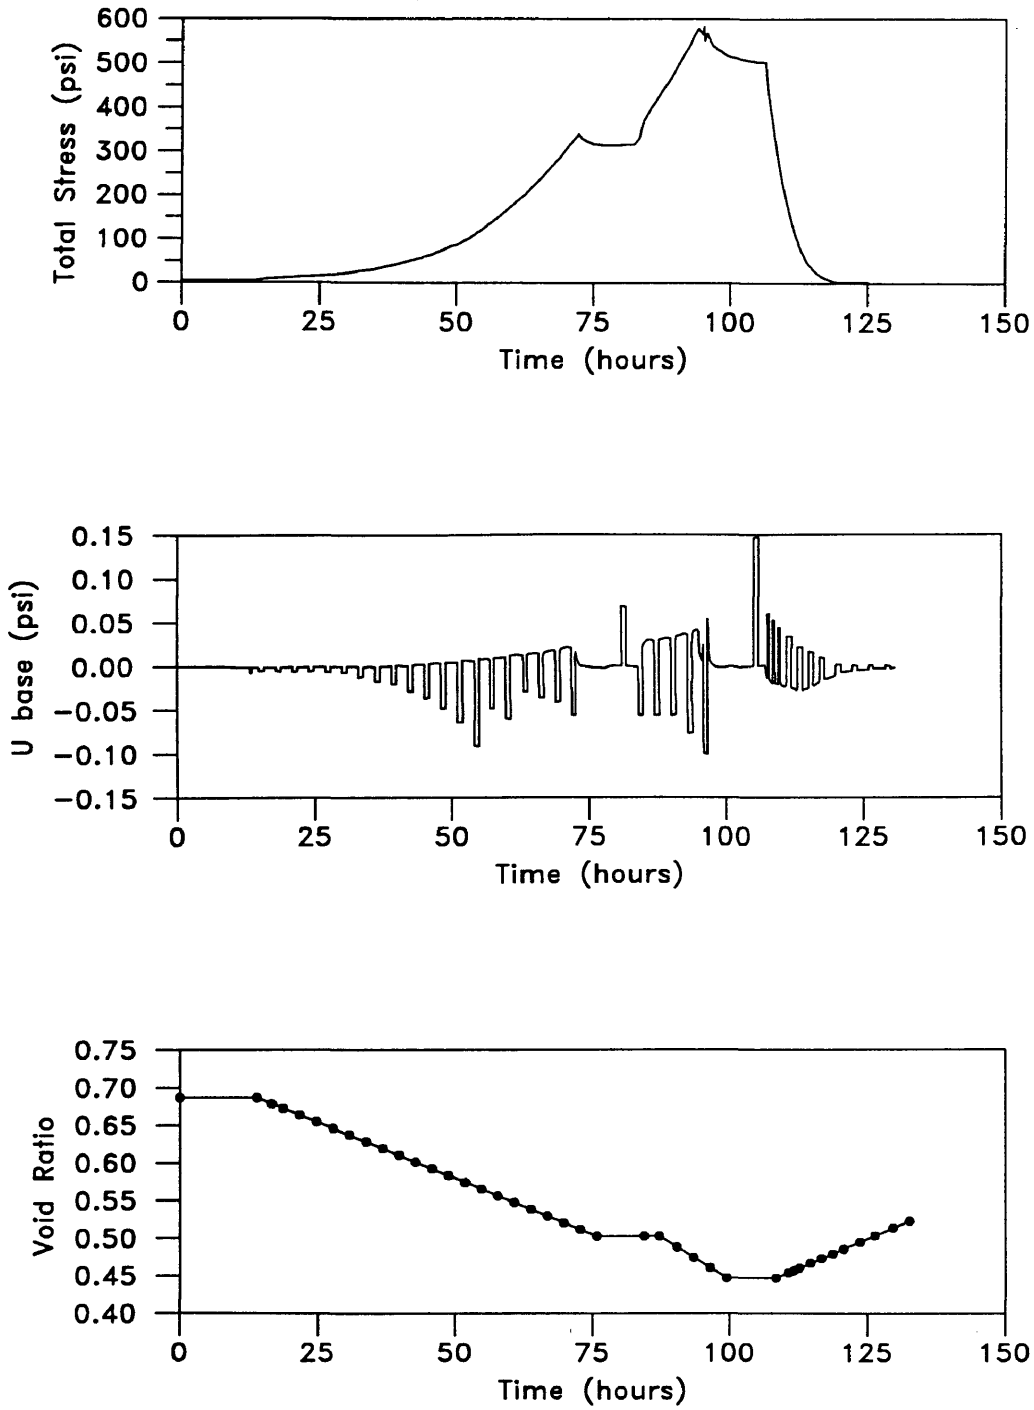 600
500
400
300
200
100
0
Total Stress (psi)
0 25 50 75 100 125 150
Time (hours)
0.15
0.10
0.05
0.00
−0.05
−0.10
−0.15
U base (psi)
0 25 50 75 100 125 150
Time (hours)
0.75
0.70
0.65
0.60
0.55
0.50
0.45
0.40
Void Ratio
0 25 50 75 100 125 150
Time (hours)